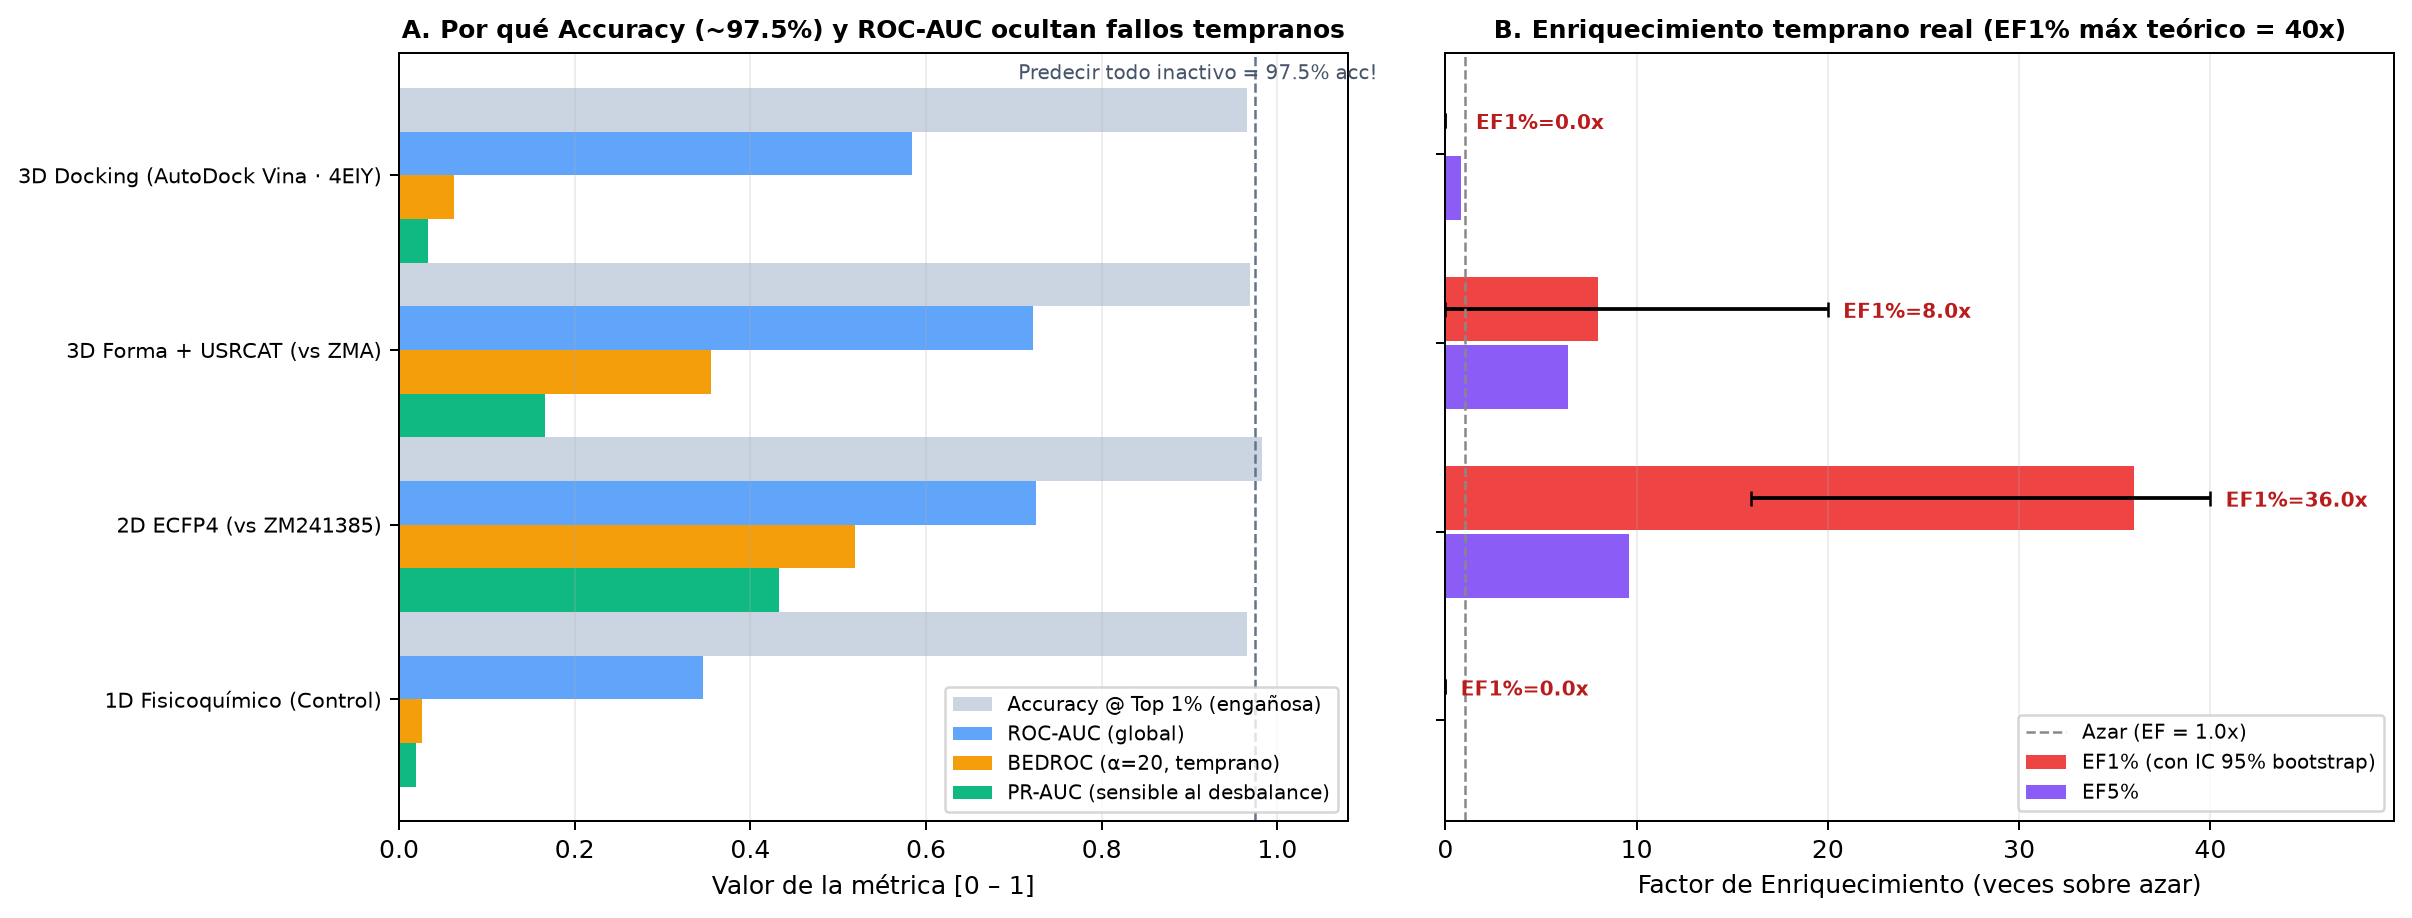 A. Por qué Accuracy (~97.5%) y ROC-AUC ocultan fallos tempranos
Predecir todo inactivo = 97.5% acc!
3D Docking (AutoDock Vina · 4EIY)
3D Forma + USRCAT (vs ZMA)
2D ECFP4 (vs ZM241385)
1D Fisicoquímico (Control)
Accuracy @ Top 1% (engañosa)
ROC-AUC (global)
BEDROC (α=20, temprano)
PR-AUC (sensible al desbalance)
0.0 0.2 0.4 0.6 0.8 1.0
Valor de la métrica [0 – 1]
B. Enriquecimiento temprano real (EF1% máx teórico = 40x)
EF1%=0.0x
EF1%=8.0x
EF1%=36.0x
EF1%=0.0x
Azar (EF = 1.0x)
EF1% (con IC 95% bootstrap)
EF5%
0 10 20 30 40
Factor de Enriquecimiento (veces sobre azar)